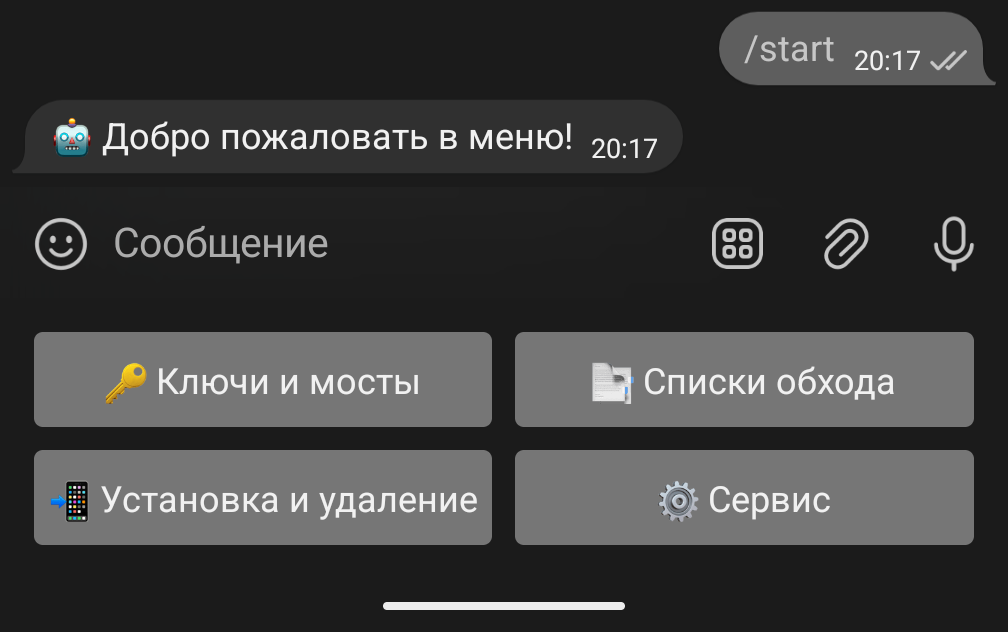 /start 20:17
🤖 Добро пожаловать в меню! 20:17
Сообщение
🔑 Ключи и мосты
📑 Списки обхода
📲 Установка и удаление
⚙️ Сервис